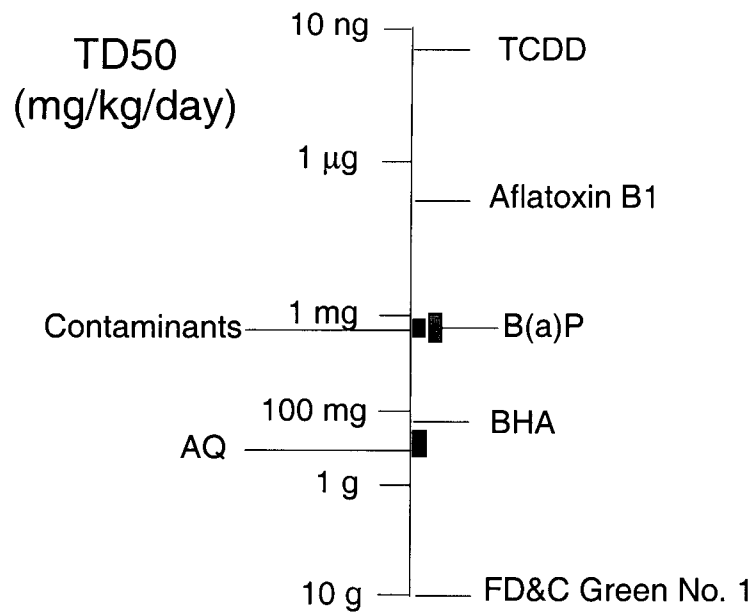 TD50
(mg/kg/day)
10 ng
TCDD
1 μg
Aflatoxin B1
1 mg
Contaminants
B(a)P
100 mg
BHA
AQ
1 g
10 g
FD&C Green No. 1